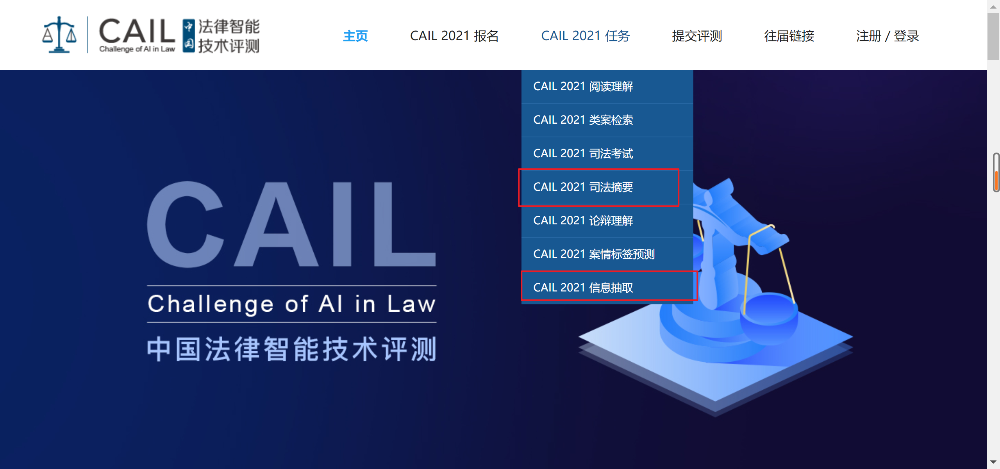 CAIL 中国 法律智能
技术评测
Challenge of AI in Law
主页
CAIL 2021 报名
CAIL 2021 任务
提交评测
往届链接
注册 / 登录
CAIL 2021 阅读理解
CAIL 2021 类案检索
CAIL 2021 司法考试
CAIL 2021 司法摘要
CAIL 2021 论辩理解
CAIL 2021 案情标签预测
CAIL 2021 信息抽取
CAIL
Challenge of AI in Law
中国法律智能技术评测